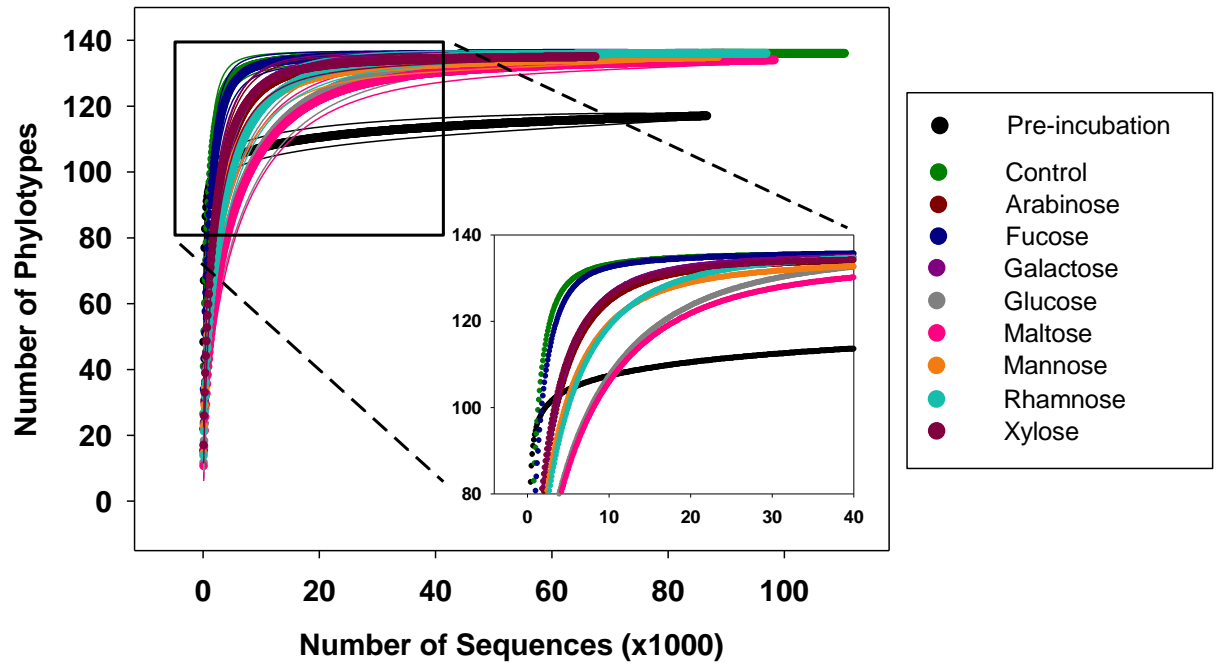 Number of Phylotypes
140
120
100
80
60
40
20
0
0 20 40 60 80 100
Number of Sequences (x1000)
140
120
100
80
0 10 20 30 40
Pre-incubation
Control
Arabinose
Fucose
Galactose
Glucose
Maltose
Mannose
Rhamnose
Xylose